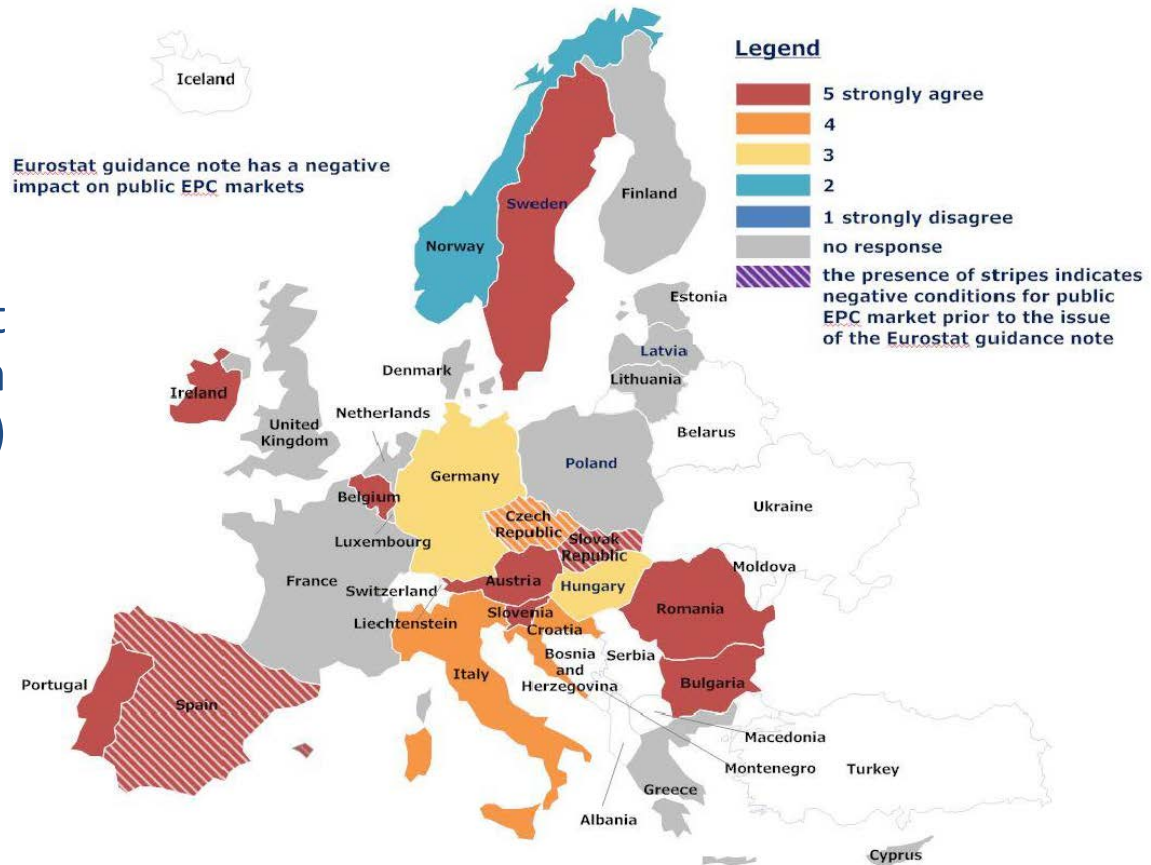 Iceland
Eurostat guidance note has a negative
impact on public EPC markets
Legend
5 strongly agree
4
3
2
1 strongly disagree
no response
the presence of stripes indicates
negative conditions for public
EPC market prior to the issue
of the Eurostat guidance note
t
n
)
Sweden
Finland
Norway
Estonia
Latvia
Lithuania
Denmark
Netherlands
Ireland
United
Kingdom
Belarus
Germany
Poland
Belgium
Luxembourg
Ukraine
Czech
Republic
Slovak
Republic
France
Switzerland
Liechtenstein
Austria
Hungary
Moldova
Romania
Slovenia
Croatia
Bosnia
and
Herzegovina
Serbia
Italy
Portugal
Spain
Bulgaria
Macedonia
Montenegro
Turkey
Greece
Albania
Cyprus